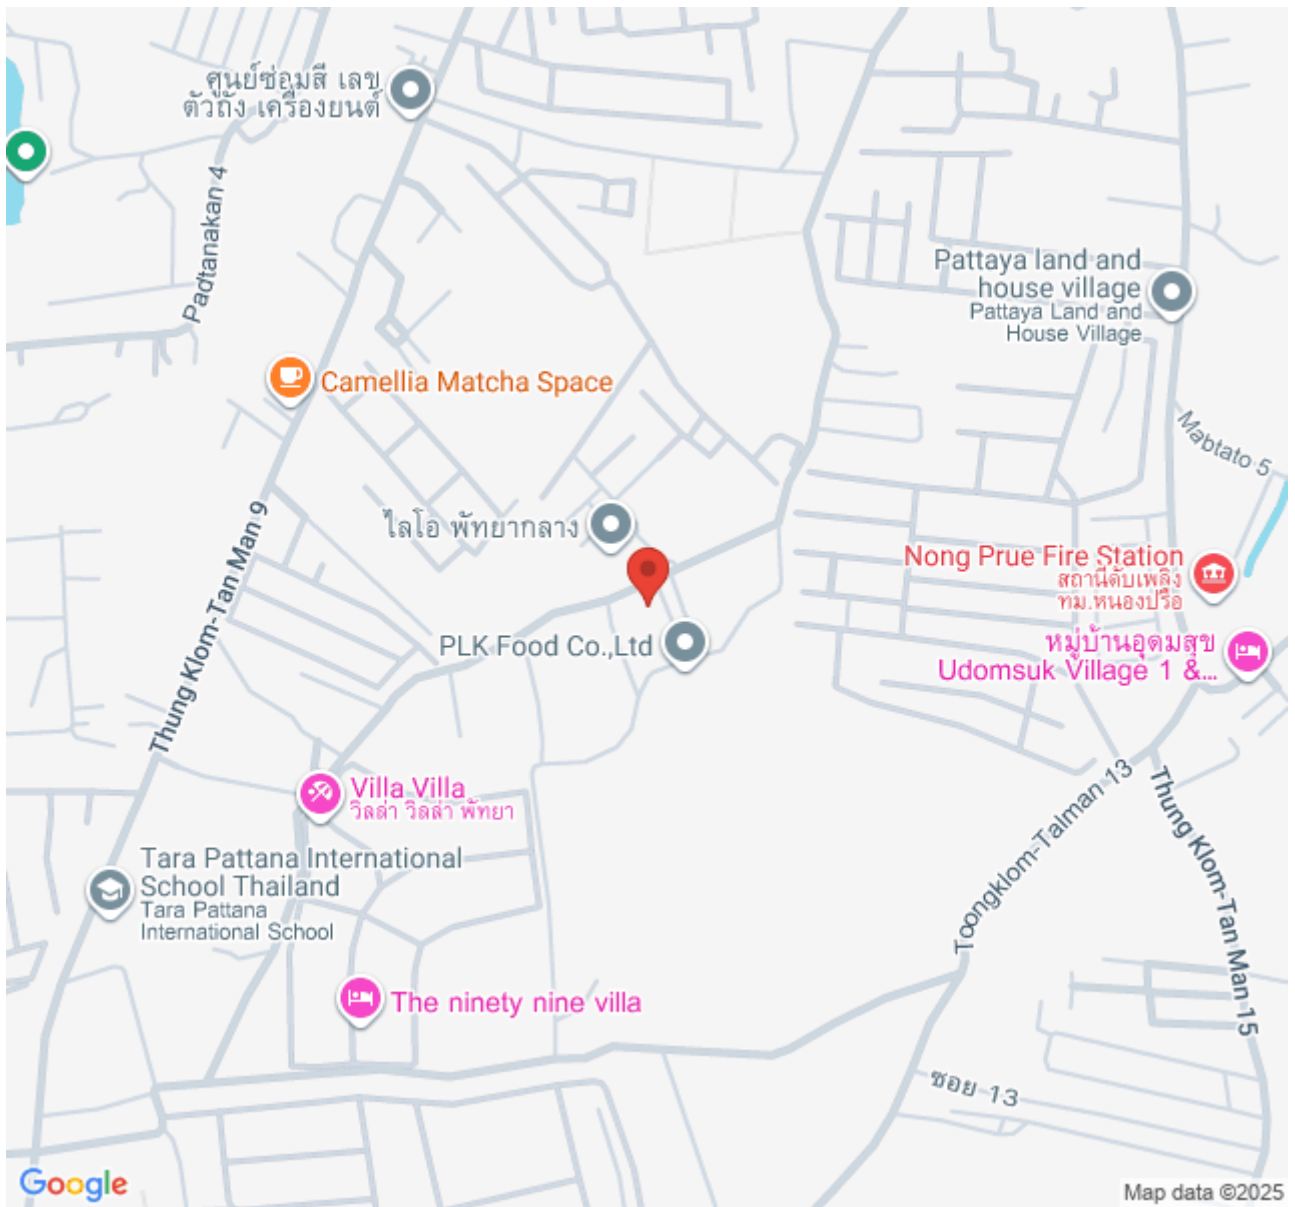 ศูนย์ซ่อมสี เลข
ตัวถัง เครื่องยนต์
Padtanakan 4
Pattaya land and
house village
Pattaya Land and
House Village
Camellia Matcha Space
Mabtato 5
Thung Klom-Tan Man 9
ไลโอ พัทยากลาง
Nong Prue Fire Station
สถานีดับเพลิง
ทม.หนองปรือ
PLK Food Co.,Ltd
หมู่บ้านอุดมสุข
Udomsuk Village 1 &...
Villa Villa
วิลล่า วิลล่า พัทยา
Toongklom-Talman 13
Thung Klom-Tan Man 15
Tara Pattana International
School Thailand
Tara Pattana
International School
The ninety nine villa
ซอย 13
Google
Map data ©2025